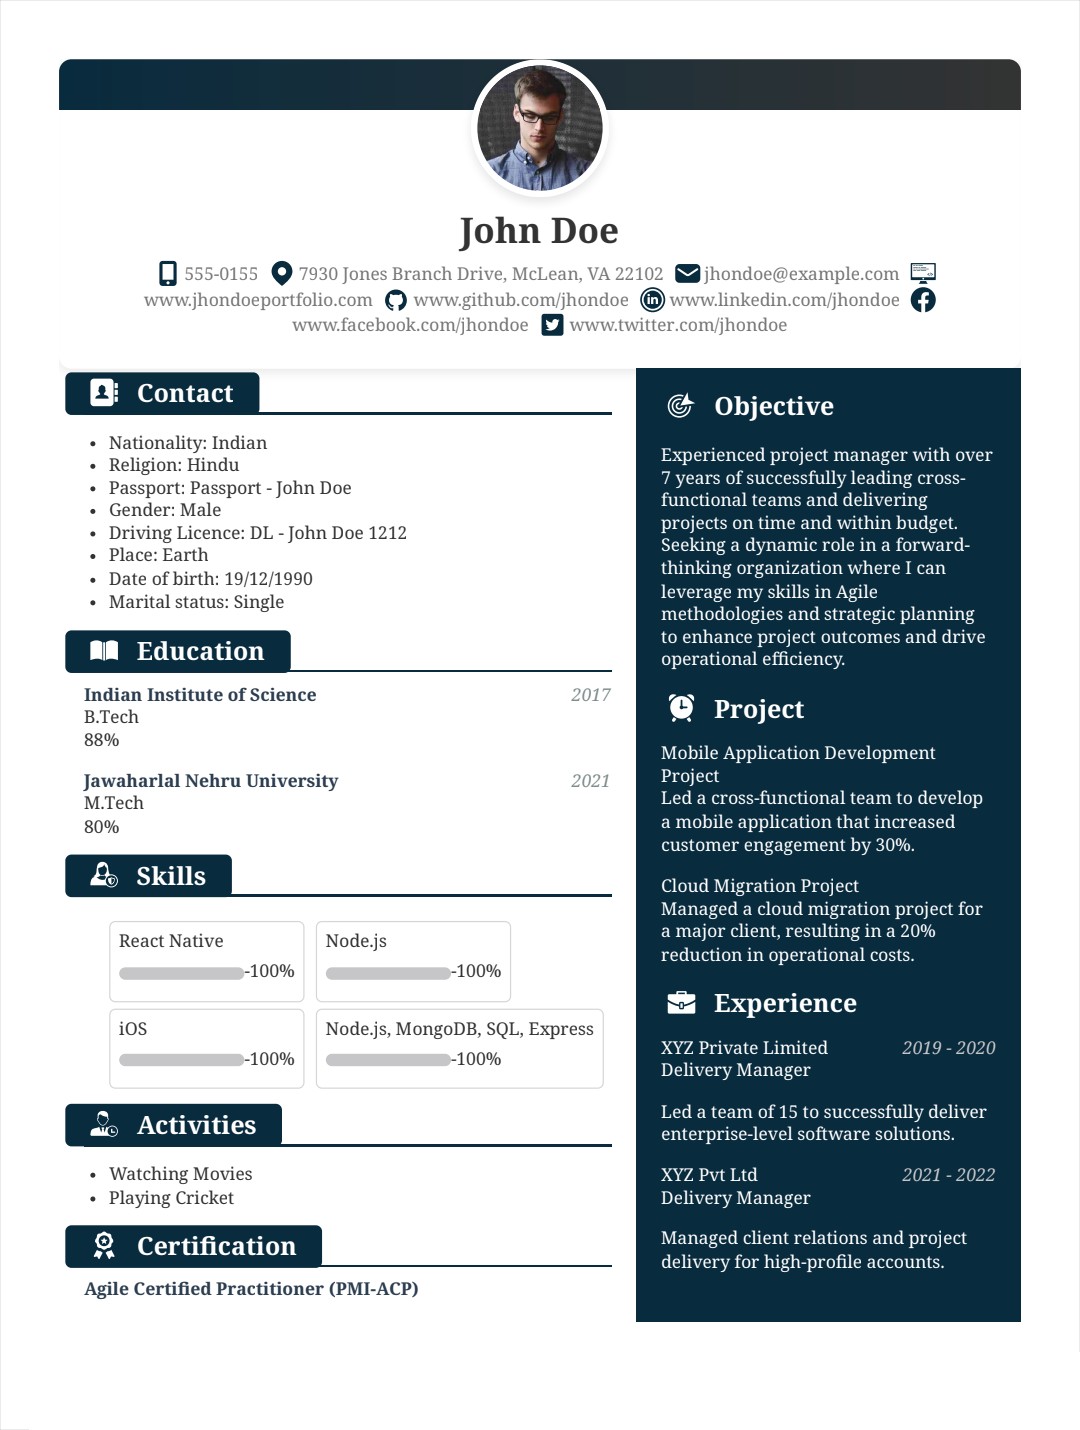 John Doe
555-0155 7930 Jones Branch Drive, McLean, VA 22102 jhondoe@example.com
www.jhondoeportfolio.com www.github.com/jhondoe www.linkedin.com/jhondoe
www.facebook.com/jhondoe www.twitter.com/jhondoe
Contact
• Nationality: Indian
• Religion: Hindu
• Passport: Passport - John Doe
• Gender: Male
• Driving Licence: DL - John Doe 1212
• Place: Earth
• Date of birth: 19/12/1990
• Marital status: Single
Education
Indian Institute of Science 2017
B.Tech
88%
Jawaharlal Nehru University 2021
M.Tech
80%
Skills
React Native
-100%
Node.js
-100%
iOS
-100%
Node.js, MongoDB, SQL, Express
-100%
Activities
• Watching Movies
• Playing Cricket
Certification
Agile Certified Practitioner (PMI-ACP)
Objective
Experienced project manager with over
7 years of successfully leading cross-
functional teams and delivering
projects on time and within budget.
Seeking a dynamic role in a forward-
thinking organization where I can
leverage my skills in Agile
methodologies and strategic planning
to enhance project outcomes and drive
operational efficiency.
Project
Mobile Application Development
Project
Led a cross-functional team to develop
a mobile application that increased
customer engagement by 30%.
Cloud Migration Project
Managed a cloud migration project for
a major client, resulting in a 20%
reduction in operational costs.
Experience
XYZ Private Limited 2019 - 2020
Delivery Manager
Led a team of 15 to successfully deliver
enterprise-level software solutions.
XYZ Pvt Ltd 2021 - 2022
Delivery Manager
Managed client relations and project
delivery for high-profile accounts.